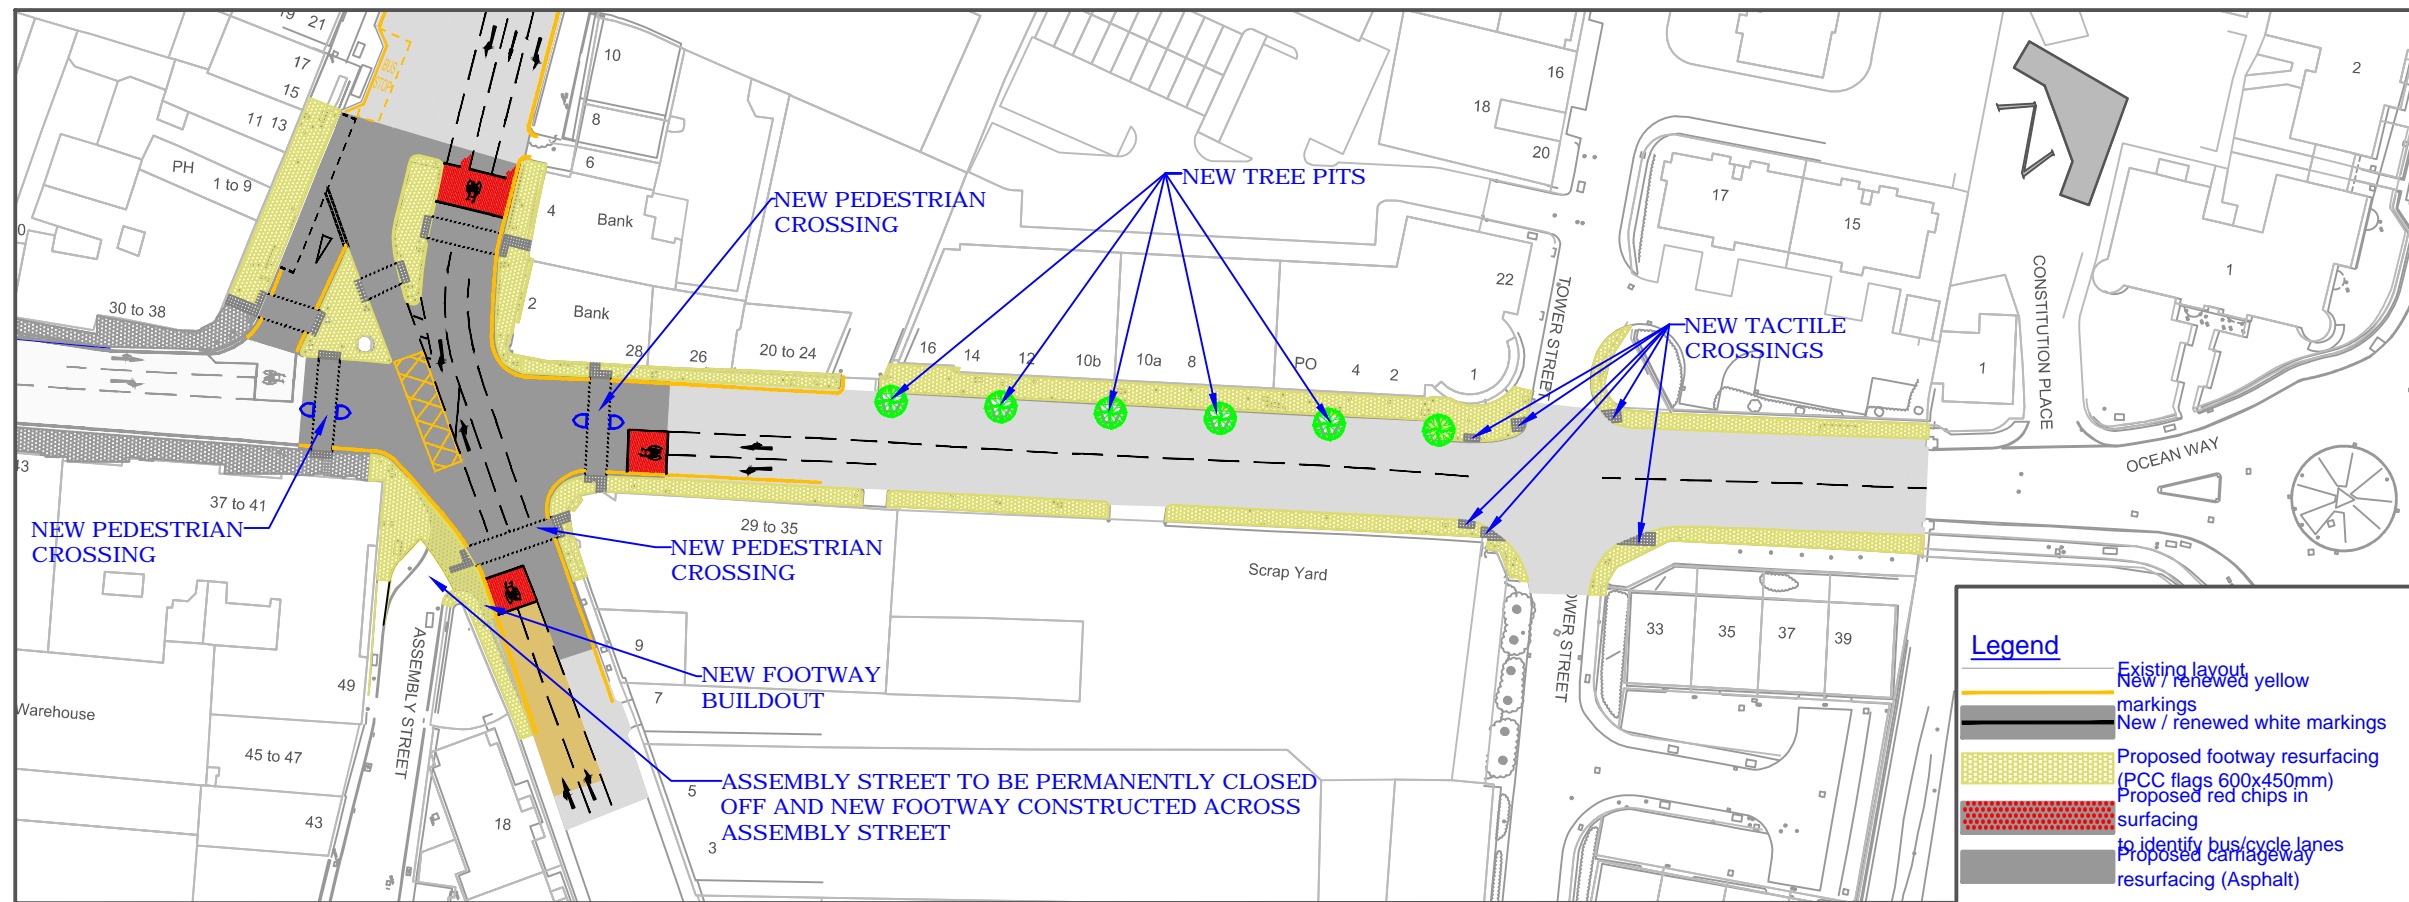 19
21
17
15
11 13
PH
1 to 9
30 to 38
BUS
STOP
10
8
6
4
Bank
2
Bank
28
26
20 to 24
NEW PEDESTRIAN
CROSSING
NEW TREE PITS
16
14
12
10b
10a
8
PO
4
2
1
22
16
18
20
TOWER STREET
17
15
NEW TACTILE
CROSSINGS
CONSTITUTION PLACE
1
1
2
OCEAN WAY
43
37 to 41
NEW PEDESTRIAN
CROSSING
29 to 35
NEW PEDESTRIAN
CROSSING
Scrap Yard
9
7
5
3
NEW FOOTWAY
BUILDOUT
ASSEMBLY STREET TO BE PERMANENTLY CLOSED
OFF AND NEW FOOTWAY CONSTRUCTED ACROSS
ASSEMBLY STREET
ASSEMBLY STREET
49
Warehouse
45 to 47
43
18
OWER STREET
33
35
37
39
Legend
Existing layout
New / renewed yellow
markings
New / renewed white markings
Proposed footway resurfacing
(PCC flags 600x450mm)
Proposed red chips in
surfacing
to identify bus/cycle lanes
Proposed carriageway
resurfacing (Asphalt)